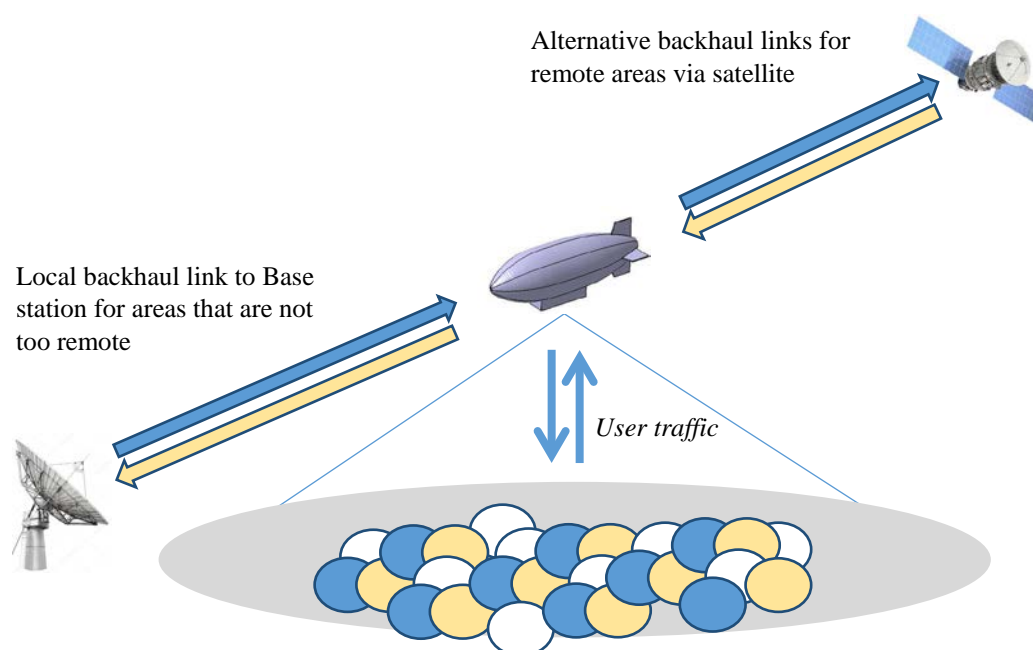 Alternative backhaul links for
remote areas via satellite
Local backhaul link to Base
station for areas that are not
too remote
User traffic